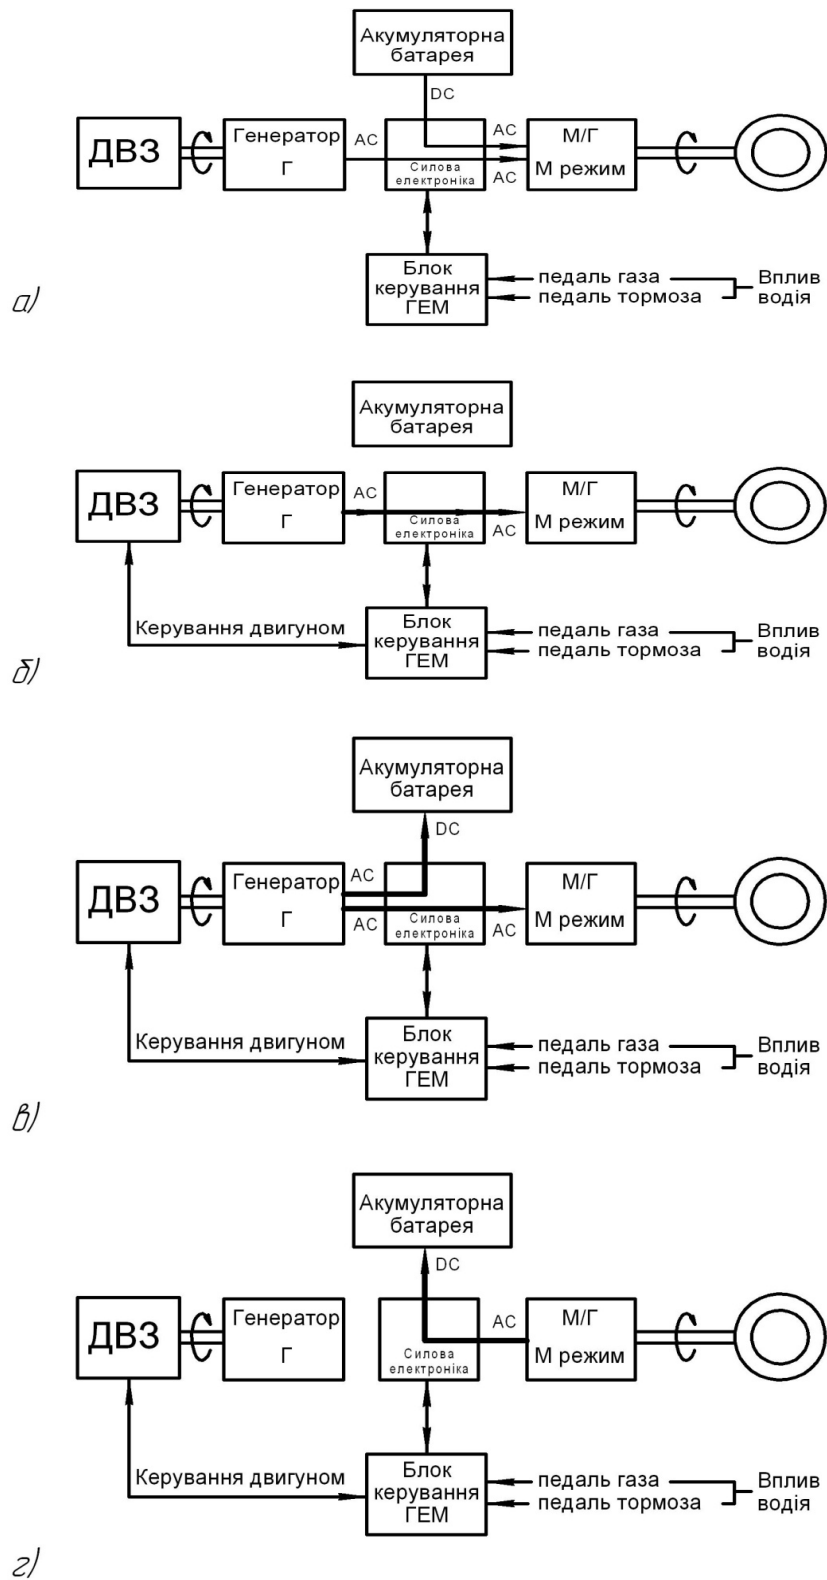 Акумуляторна
батарея
DC
ДВЗ
Генератор
Г
AC
Силова
електроніка
AC
AC
М/Г
М режим
Блок
керування
ГЕМ
педаль газа
педаль тормоза
Вплив
водія
а)
Акумуляторна
батарея
ДВЗ
Генератор
Г
AC
Силова
електроніка
AC
М/Г
М режим
Керування двигуном
Блок
керування
ГЕМ
педаль газа
педаль тормоза
Вплив
водія
б)
Акумуляторна
батарея
DC
ДВЗ
Генератор
Г
AC
AC
Силова
електроніка
AC
М/Г
М режим
Керування двигуном
Блок
керування
ГЕМ
педаль газа
педаль тормоза
Вплив
водія
в)
Акумуляторна
батарея
DC
ДВЗ
Генератор
Г
Силова
електроніка
AC
М/Г
М режим
Керування двигуном
Блок
керування
ГЕМ
педаль газа
педаль тормоза
Вплив
водія
г)